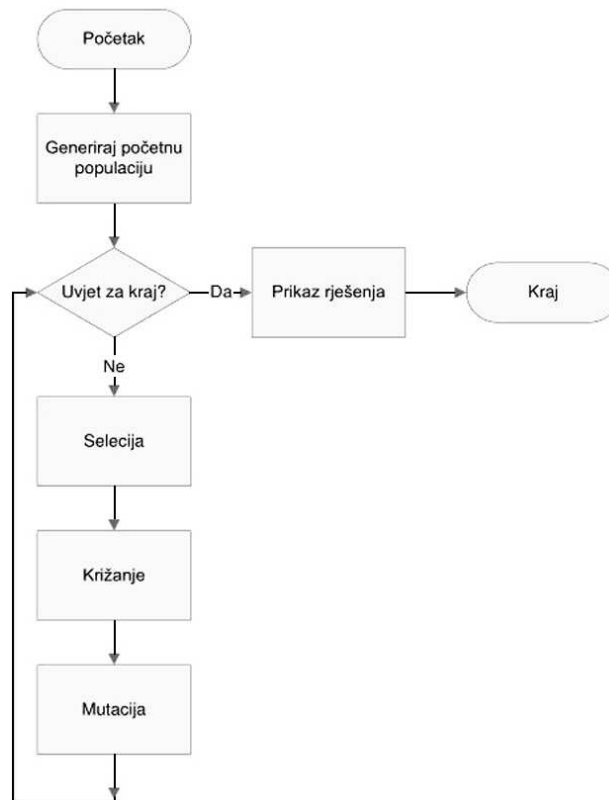 Početak
Generiraj početnu
populaciju
Uvjet za kraj?
Da
Prikaz rješenja
Kraj
Ne
Selecija
Križanje
Mutacija